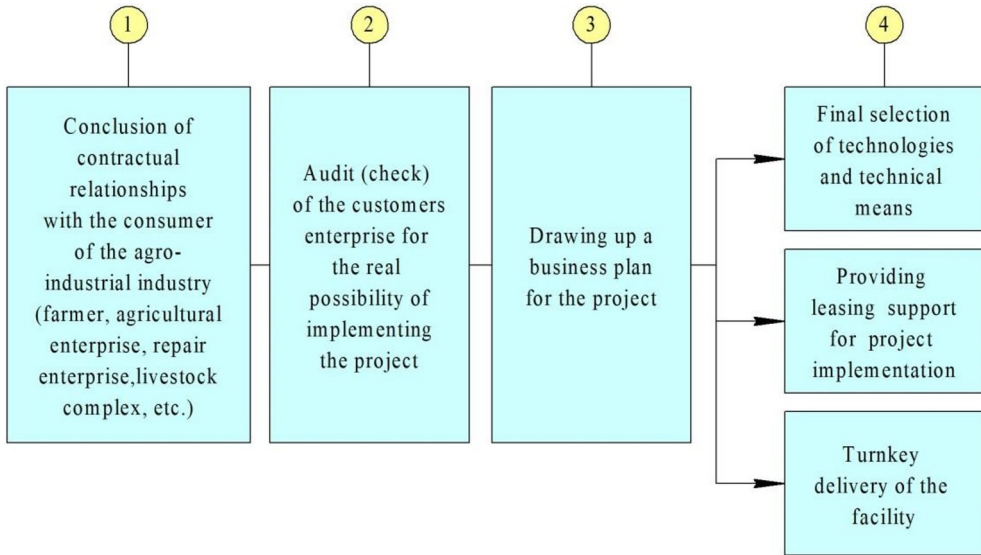 1
Conclusion of
contractual
relationships
with the consumer
of the agro-
industrial industry
(farmer, agricultural
enterprise, repair
enterprise,livestock
complex, etc.)
2
Audit (check)
of the customers
enterprise for
the real
possibility of
implementing
the project
3
Drawing up a
business plan
for the project
4
Final selection
of technologies
and technical
means
Providing
leasing support
for project
implementation
Turnkey
delivery of the
facility